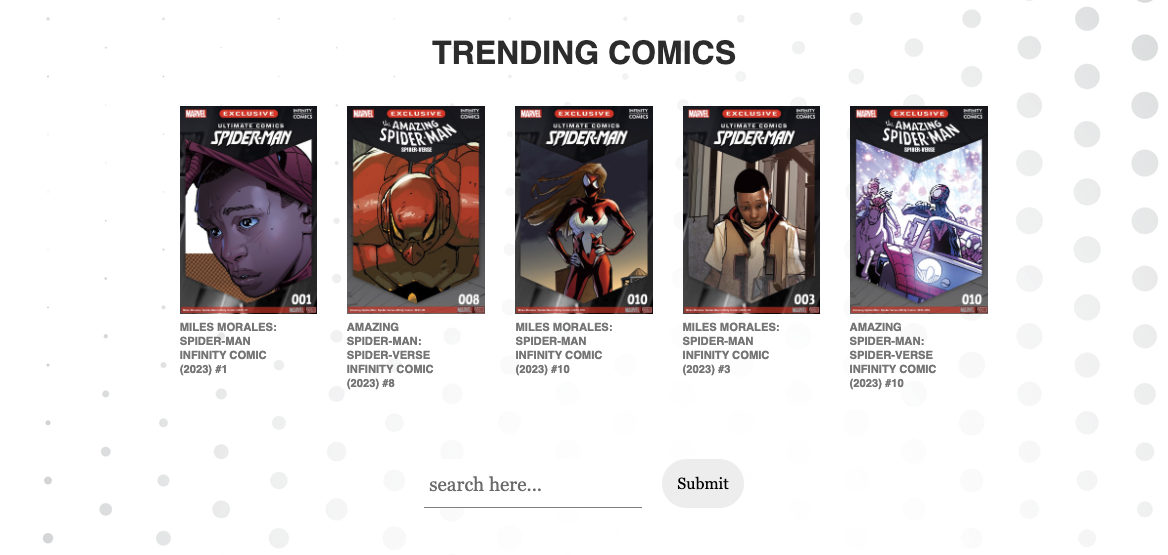 TRENDING COMICS
MARVEL EXCLUSIVE INFINITY COMICS
ULTIMATE COMICS
SPIDER-MAN
001
MILES MORALES:
SPIDER-MAN
INFINITY COMIC
(2023) #1
MARVEL EXCLUSIVE INFINITY COMICS
the AMAZING
SPIDER-MAN
SPIDER-VERSE
008
AMAZING
SPIDER-MAN:
SPIDER-VERSE
INFINITY COMIC
(2023) #8
MARVEL EXCLUSIVE INFINITY COMICS
ULTIMATE COMICS
SPIDER-MAN
010
MILES MORALES:
SPIDER-MAN
INFINITY COMIC
(2023) #10
MARVEL EXCLUSIVE INFINITY COMICS
ULTIMATE COMICS
SPIDER-MAN
003
MILES MORALES:
SPIDER-MAN
INFINITY COMIC
(2023) #3
MARVEL EXCLUSIVE INFINITY COMICS
the AMAZING
SPIDER-MAN
SPIDER-VERSE
010
AMAZING
SPIDER-MAN:
SPIDER-VERSE
INFINITY COMIC
(2023) #10
search here...
Submit